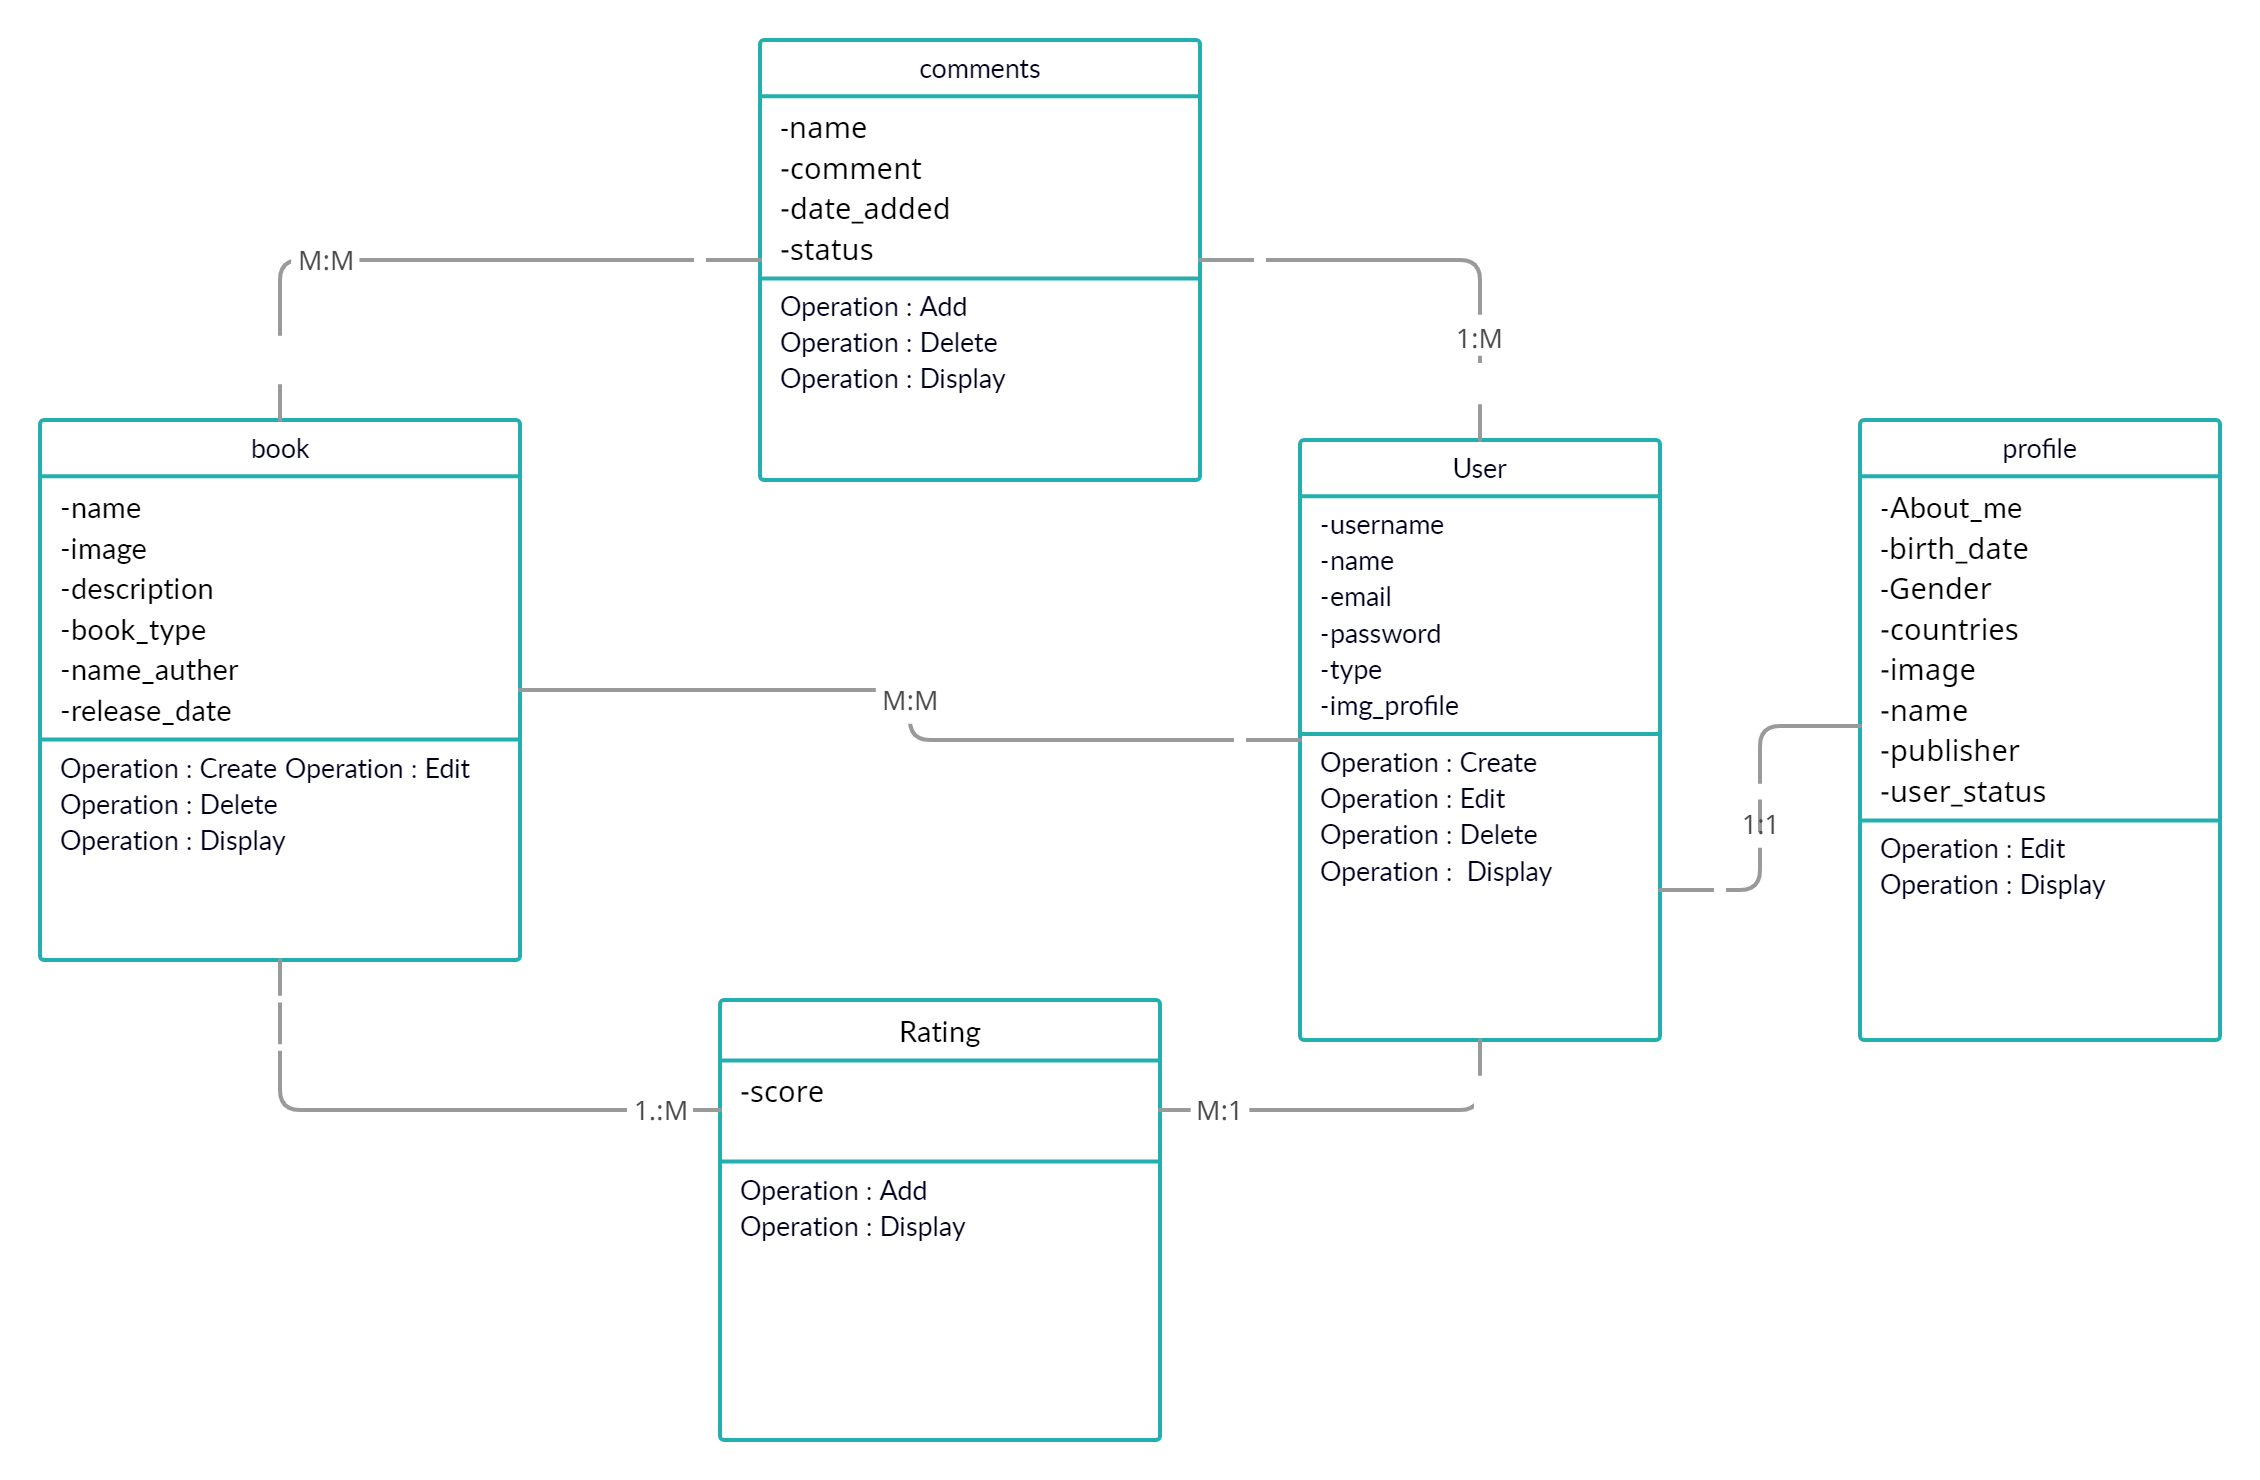 comments
-name
-comment
-date_added
-status
Operation : Add
Operation : Delete
Operation : Display
M:M
1:M
book
-name
-image
-description
-book_type
-name_auther
-release_date
Operation : Create Operation : Edit
Operation : Delete
Operation : Display
M:M
User
-username
-name
-email
-password
-type
-img_profile
Operation : Create
Operation : Edit
Operation : Delete
Operation :  Display
1:1
profile
-About_me
-birth_date
-Gender
-countries
-image
-name
-publisher
-user_status
Operation : Edit
Operation : Display
1.:M
Rating
-score
Operation : Add
Operation : Display
M:1